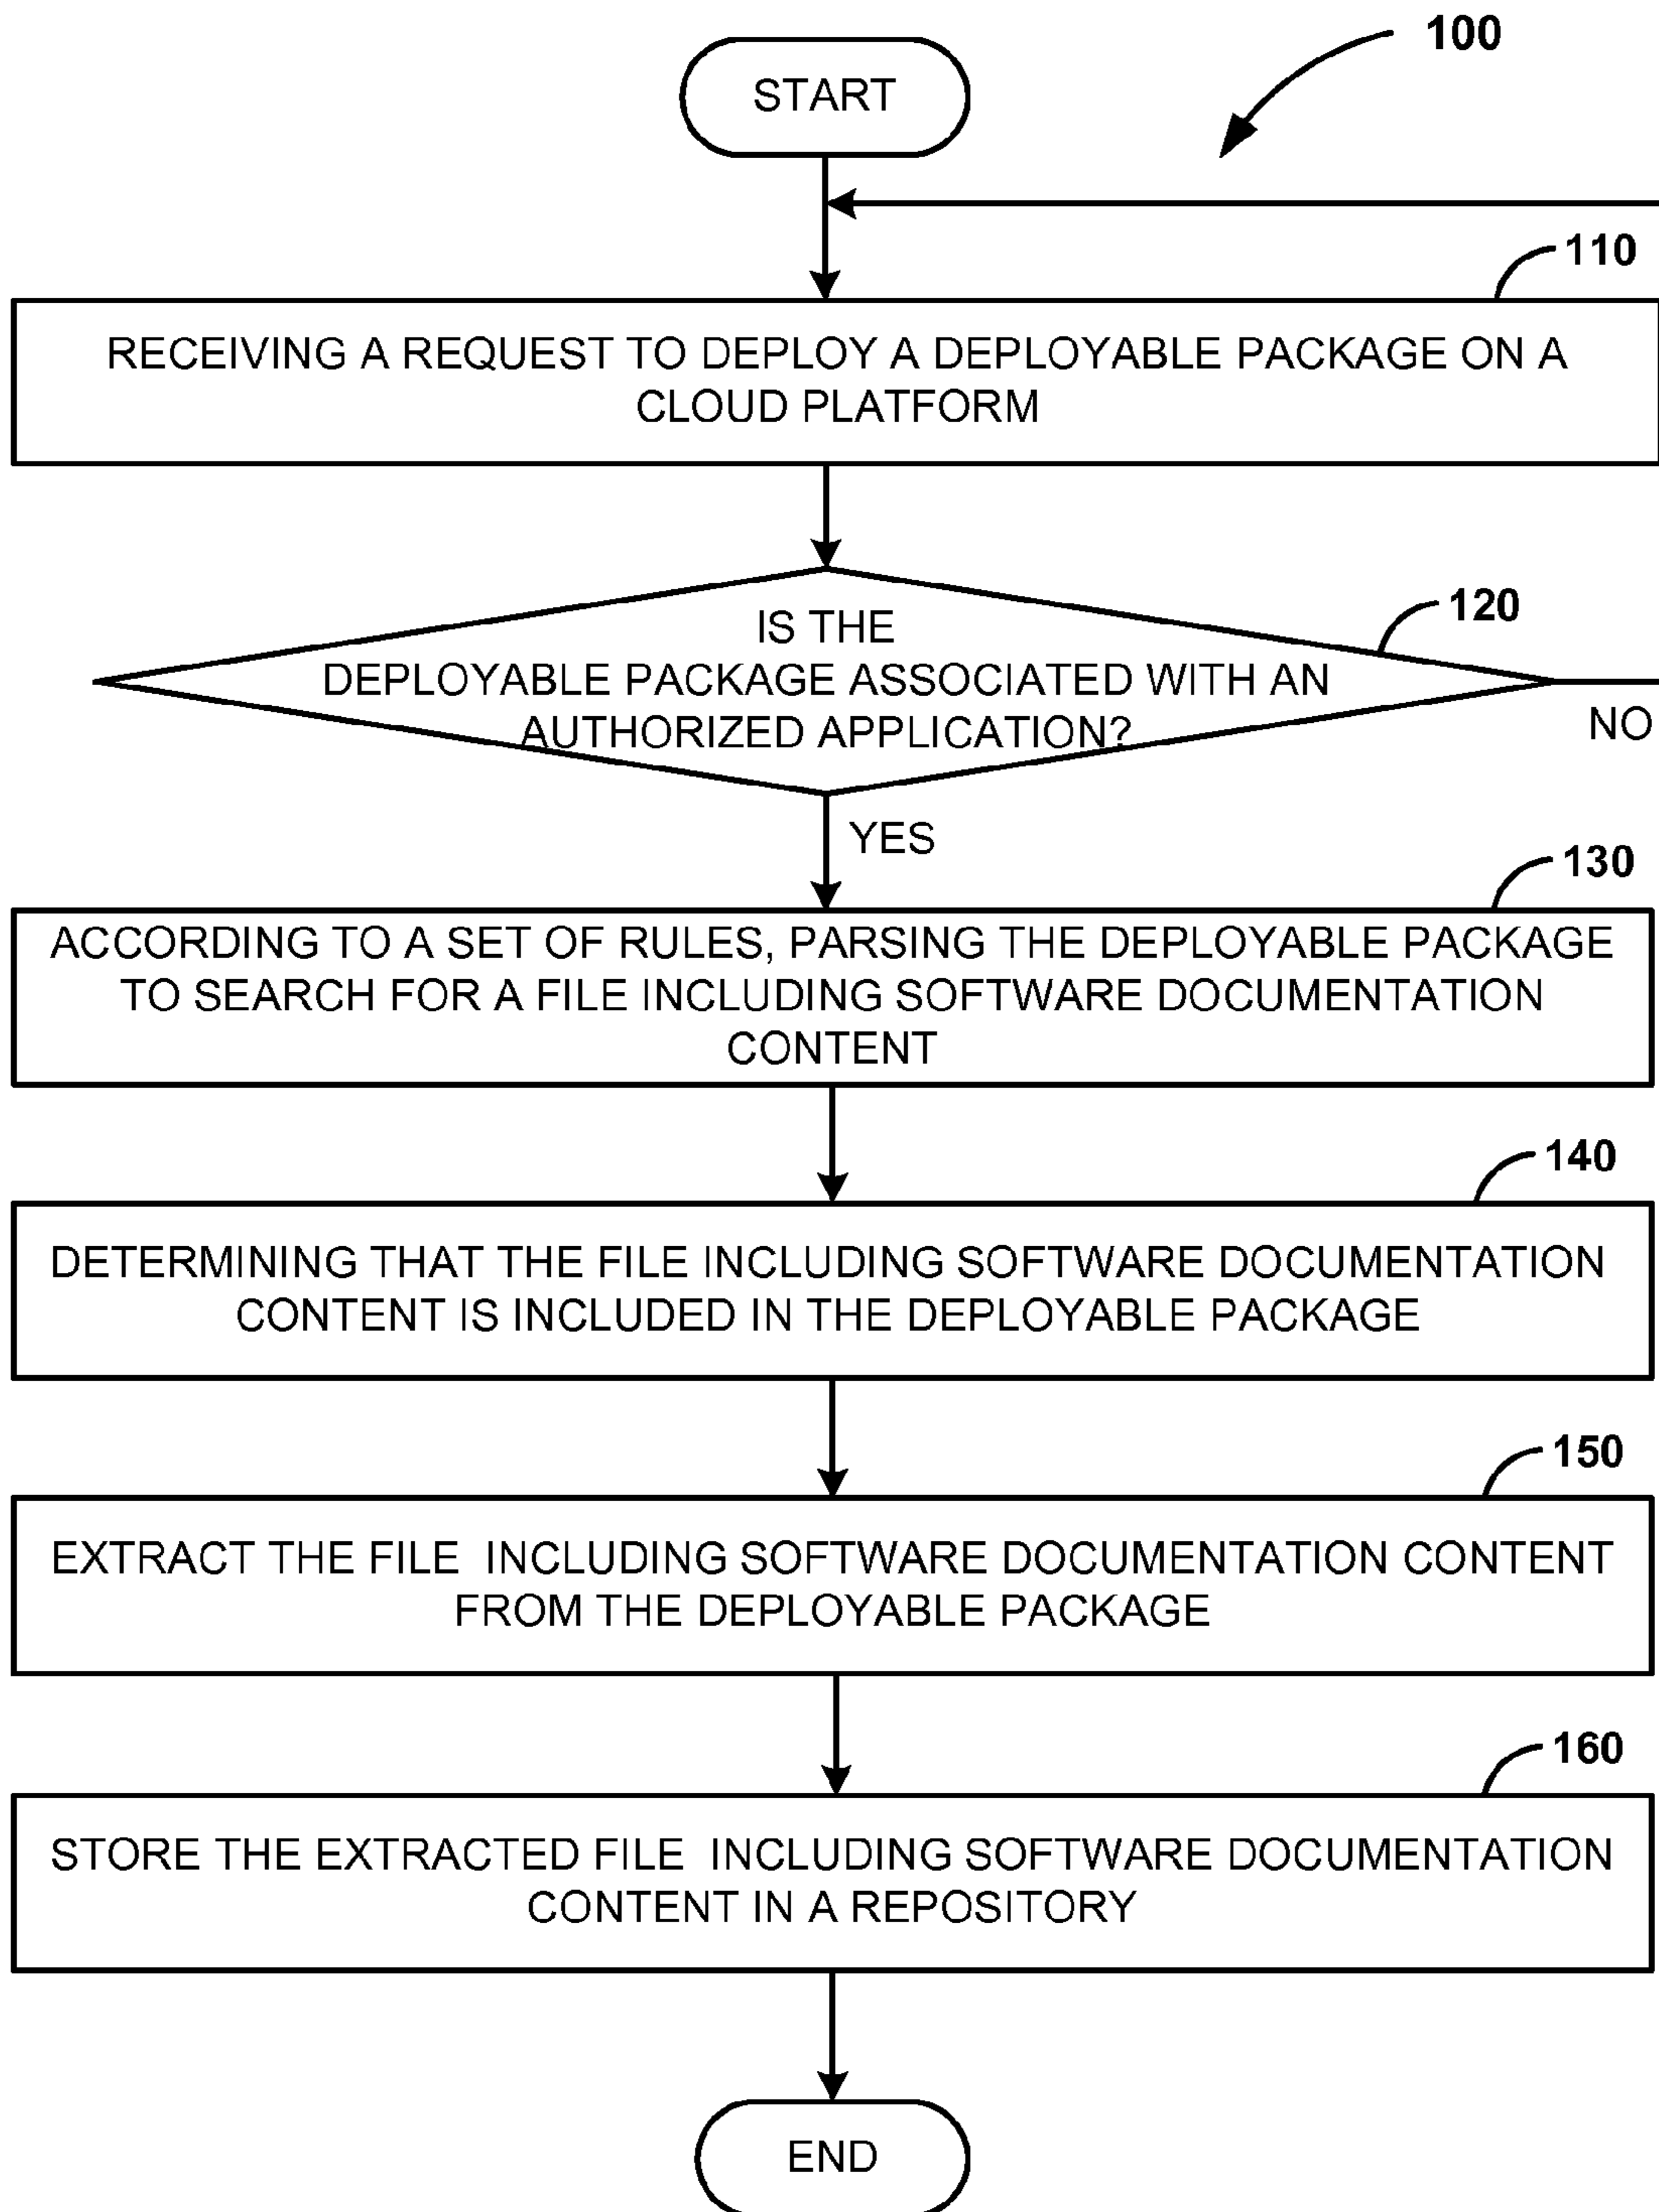 100
START
110
RECEIVING A REQUEST TO DEPLOY A DEPLOYABLE PACKAGE ON A
CLOUD PLATFORM
120
IS THE
DEPLOYABLE PACKAGE ASSOCIATED WITH AN
AUTHORIZED APPLICATION?
NO
YES
130
ACCORDING TO A SET OF RULES, PARSING THE DEPLOYABLE PACKAGE
TO SEARCH FOR A FILE INCLUDING SOFTWARE DOCUMENTATION
CONTENT
140
DETERMINING THAT THE FILE INCLUDING SOFTWARE DOCUMENTATION
CONTENT IS INCLUDED IN THE DEPLOYABLE PACKAGE
150
EXTRACT THE FILE INCLUDING SOFTWARE DOCUMENTATION CONTENT
FROM THE DEPLOYABLE PACKAGE
160
STORE THE EXTRACTED FILE INCLUDING SOFTWARE DOCUMENTATION
CONTENT IN A REPOSITORY
END